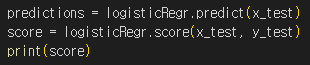 predictions = logisticRegr.predict(x_test)
score = logisticRegr.score(x_test, y_test)
print(score)